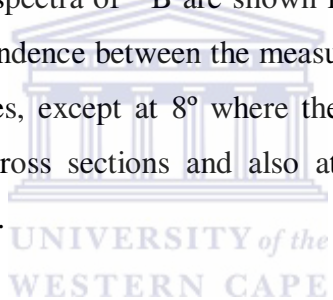 spectra of B are shown
ndence between the measu
es, except at 8º where the
ross sections and also at
.
UNIVERSITY of the
WESTERN CAPE